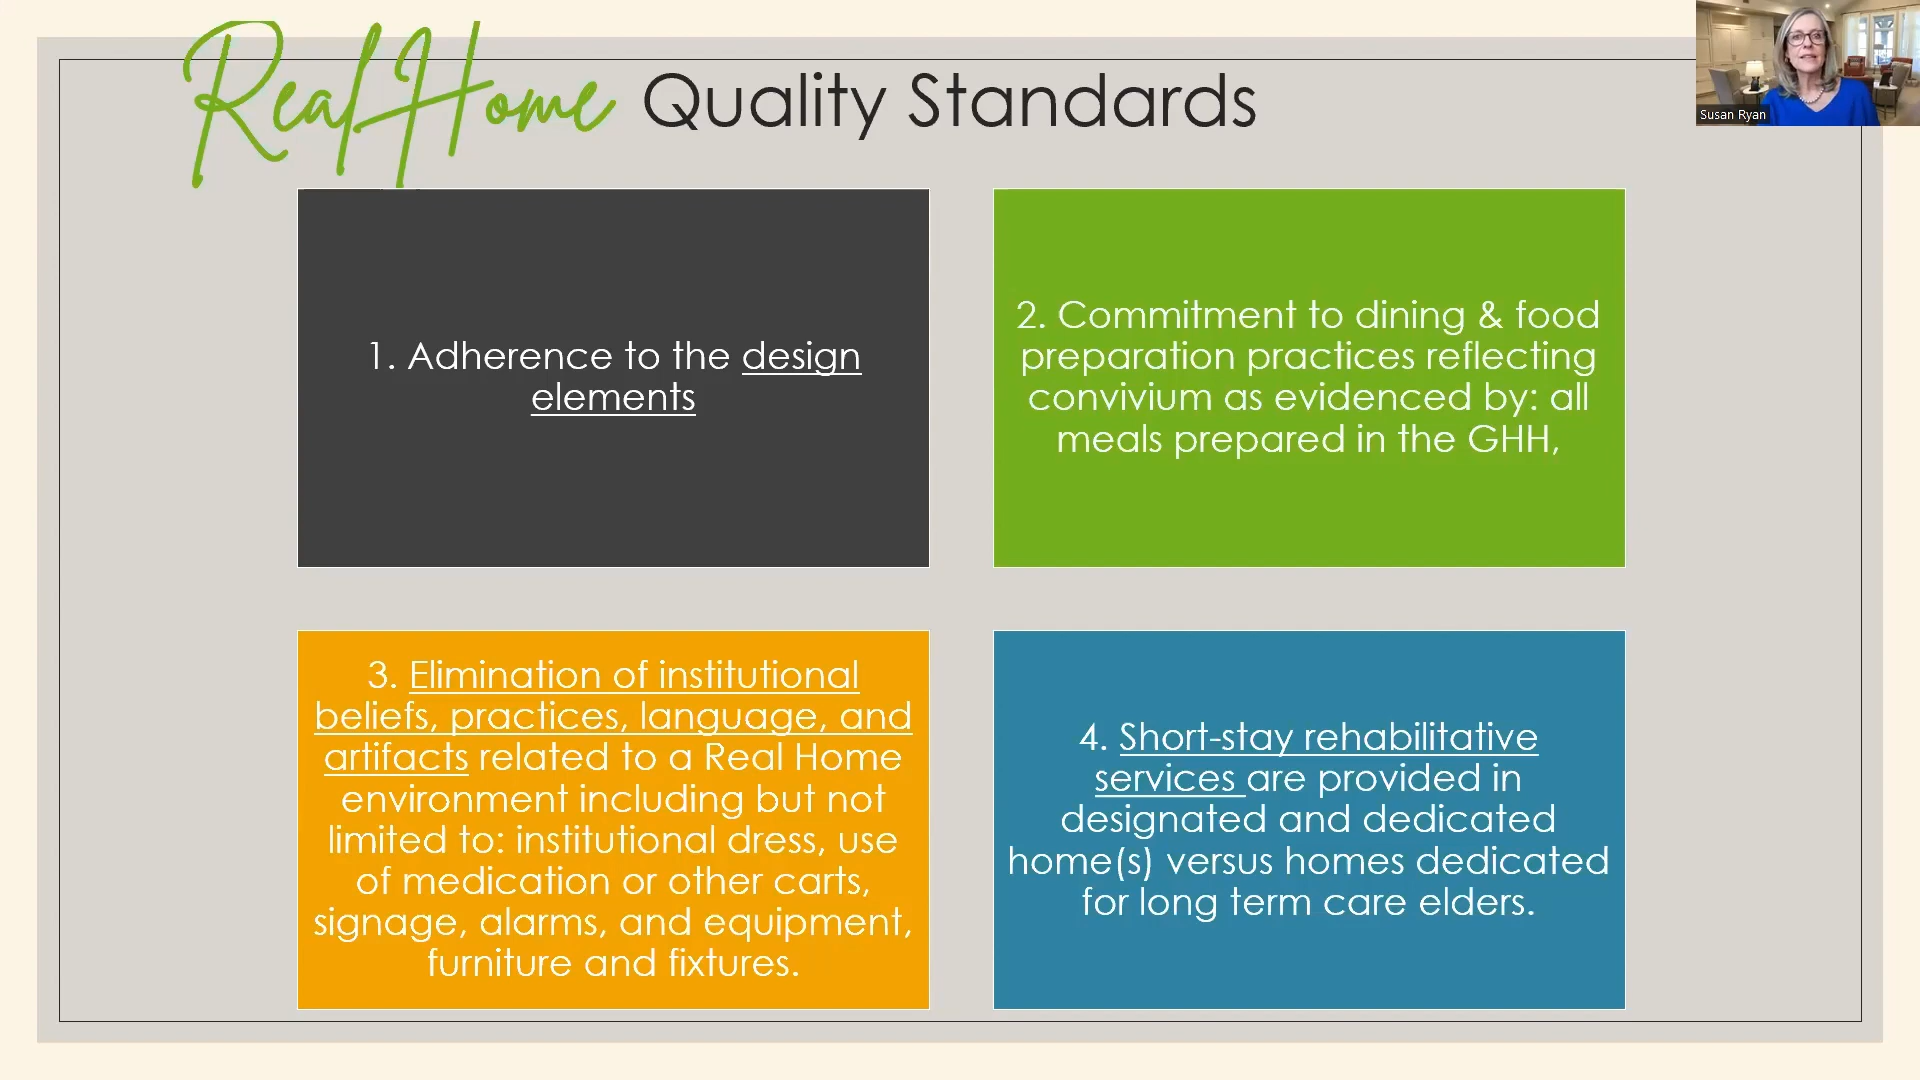 Real Home Quality Standards
Susan Ryan
1. Adherence to the design
elements
2. Commitment to dining & food
preparation practices reflecting
convivium as evidenced by: all
meals prepared in the GHH,
3. Elimination of institutional
beliefs, practices, language, and
artifacts related to a Real Home
environment including but not
limited to: institutional dress, use
of medication or other carts,
signage, alarms, and equipment,
furniture and fixtures.
4. Short-stay rehabilitative
services are provided in
designated and dedicated
home(s) versus homes dedicated
for long term care elders.